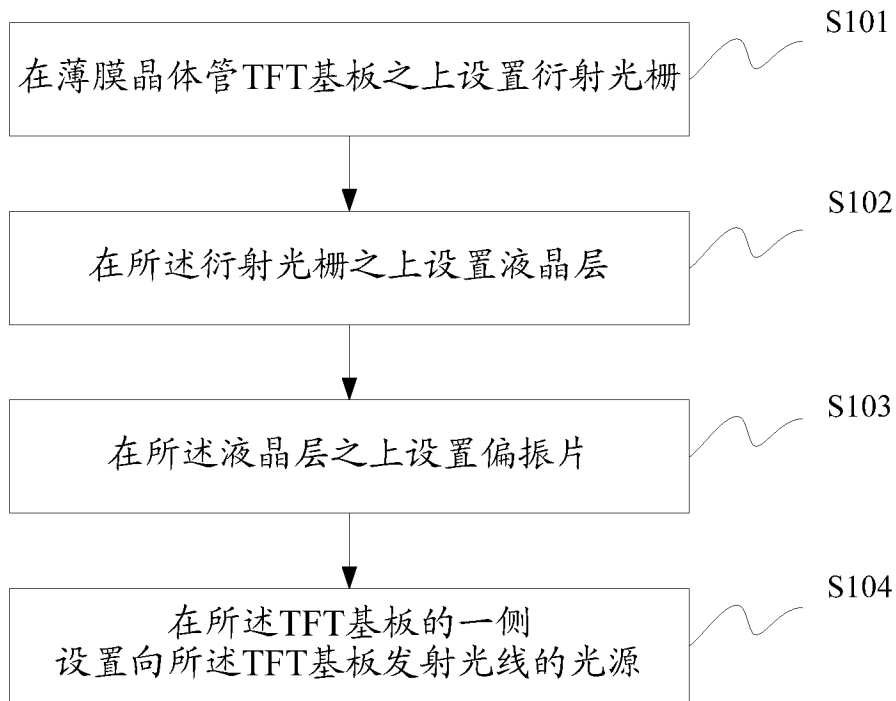 S101
在薄膜晶体管TFT基板之上设置衍射光栅
S102
在所述衍射光栅之上设置液晶层
S103
在所述液晶层之上设置偏振片
S104
在所述TFT基板的一侧
设置向所述TFT基板发射光线的光源